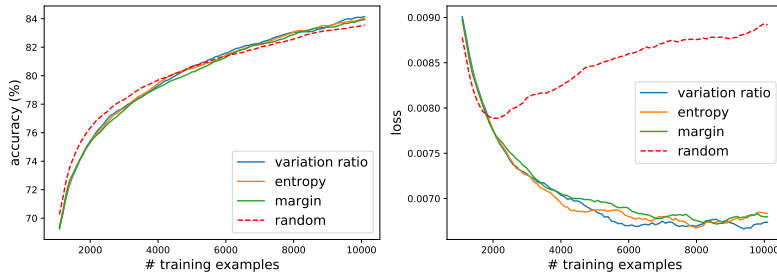 accuracy (%)
84
82
80
78
76
74
72
70
2000
4000
6000
8000
10000
# training examples
variation ratio
entropy
margin
random
loss
0.0090
0.0085
0.0080
0.0075
0.0070
2000
4000
6000
8000
10000
# training examples
variation ratio
entropy
margin
random